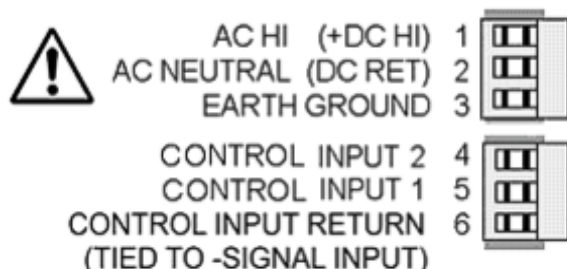 AC HI (+DC HI) 1
AC NEUTRAL (DC RET) 2
EARTH GROUND 3
CONTROL INPUT 2 4
CONTROL INPUT 1 5
CONTROL INPUT RETURN 6
(TIED TO -SIGNAL INPUT)